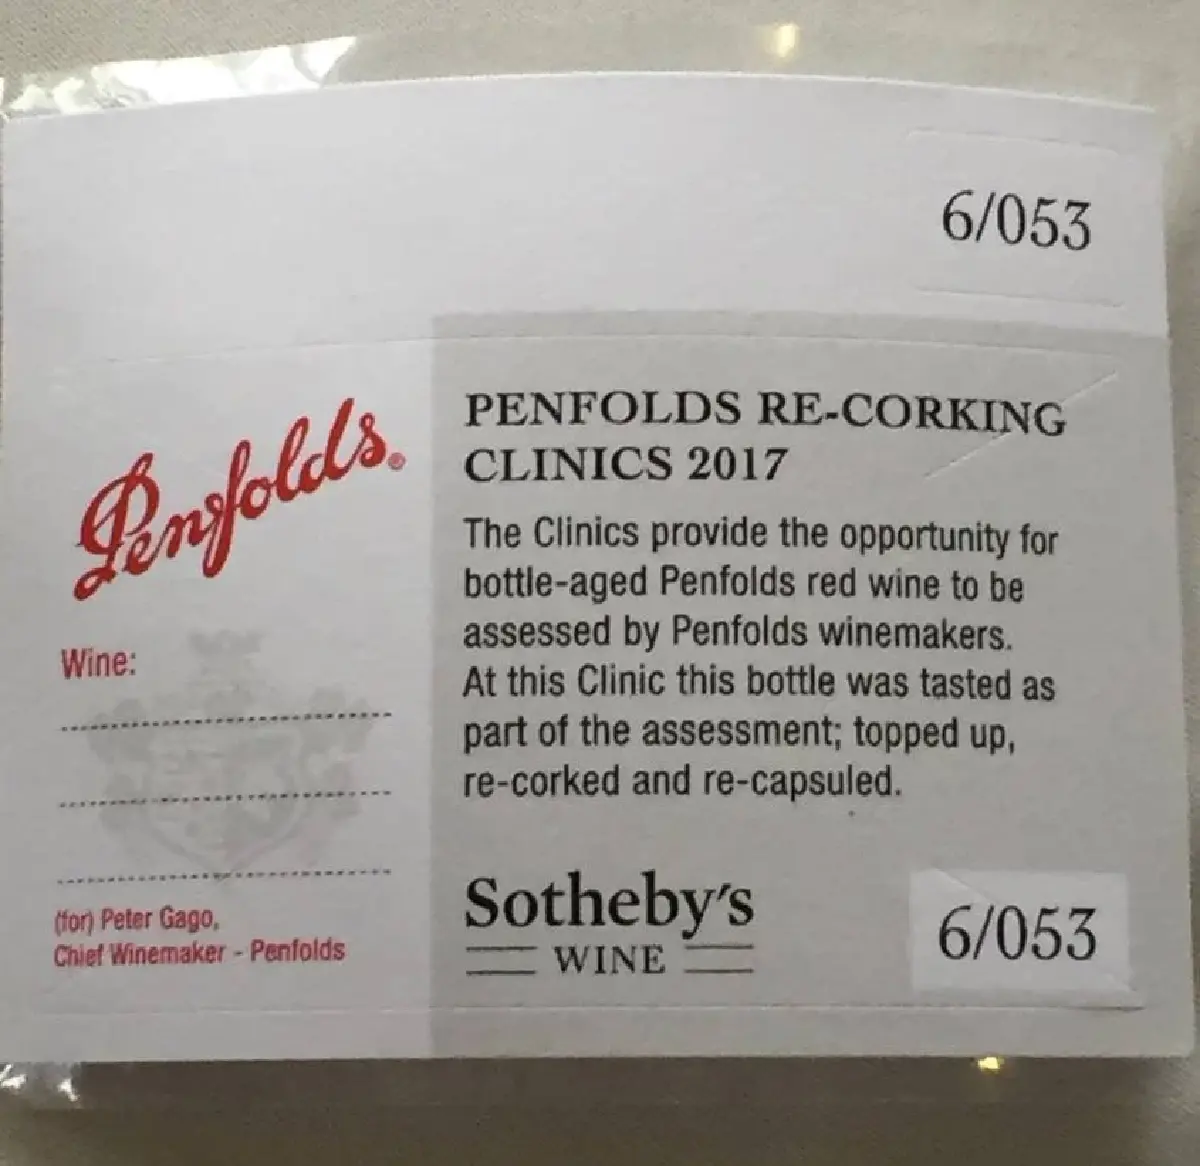 6/053
Penfolds®
PENFOLDS RE-CORKING
CLINICS 2017
The Clinics provide the opportunity for
bottle-aged Penfolds red wine to be
assessed by Penfolds winemakers.
At this Clinic this bottle was tasted as
part of the assessment; topped up,
re-corked and re-capsuled.
Wine:
(for) Peter Gago,
Chief Winemaker - Penfolds
Sotheby's
WINE
6/053